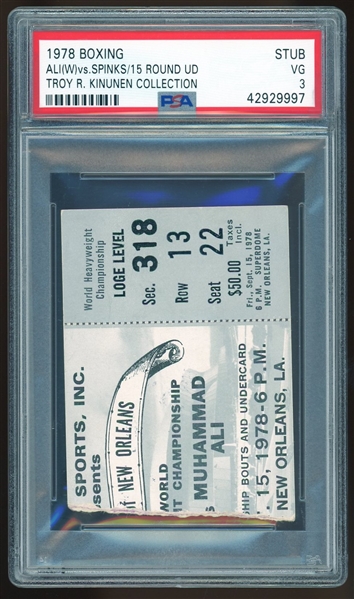 1978 BOXING STUB
ALI(W)vs.SPINKS/15 ROUND UD VG
TROY R. KINUNEN COLLECTION 3
PSA 42929997
World Heavyweight
Championship
LOGE LEVEL
Sec. 318
Row 13
Seat 22
$50.00 Taxes Incl.
Fri., Sept. 15, 1978
6 P.M. SUPERDOME
NEW ORLEANS, LA.
SPORTS, INC.
esents
of NEW ORLEANS
WORLD
T CHAMPIONSHIP
MUHAMMAD
ALI
HIP BOUTS AND UNDERCARD
. 15, 1978-6 P.M.
NEW ORLEANS, LA.